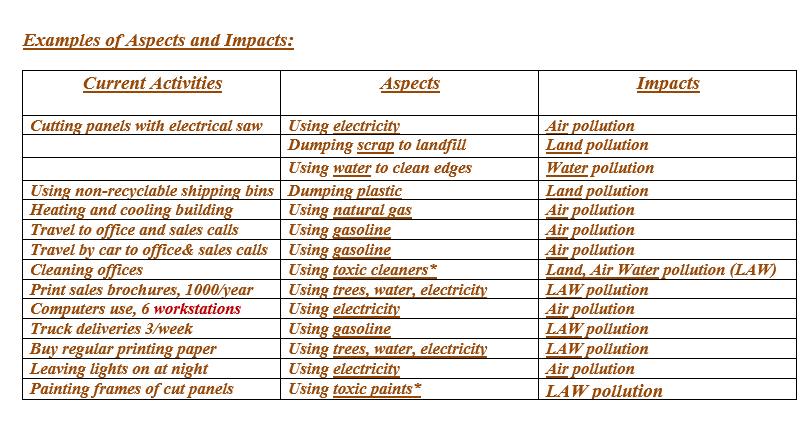 Examples of Aspects and Impacts:
Current Activities Aspects Impacts
Cutting panels with electrical saw Using electricity Air pollution
Dumping scrap to landfill Land pollution
Using water to clean edges Water pollution
Using non-recyclable shipping bins Dumping plastic Land pollution
Heating and cooling building Using natural gas Air pollution
Travel to office and sales calls Using gasoline Air pollution
Travel by car to office& sales calls Using gasoline Air pollution
Cleaning offices Using toxic cleaners* Land, Air Water pollution (LAW)
Print sales brochures, 1000/year Using trees, water, electricity LAW pollution
Computers use, 6 workstations Using electricity Air pollution
Truck deliveries 3/week Using gasoline LAW pollution
Buy regular printing paper Using trees, water, electricity LAW pollution
Leaving lights on at night Using electricity Air pollution
Painting frames of cut panels Using toxic paints* LAW pollution